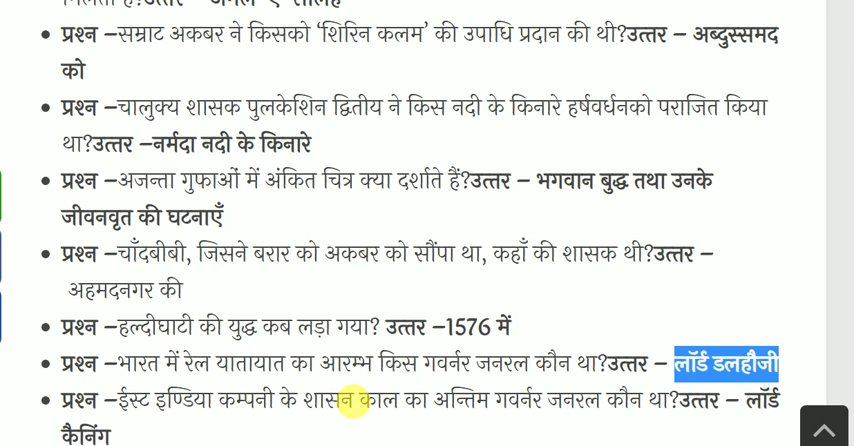 • प्रश्न –सम्राट अकबर ने किसको ‘शिरिन कलम’ की उपाधि प्रदान की थी?उत्तर – अब्दुस्समद
को
• प्रश्न –चालुक्य शासक पुलकेशिन द्वितीय ने किस नदी के किनारे हर्षवर्धनको पराजित किया
था?उत्तर –नर्मदा नदी के किनारे
• प्रश्न –अजन्ता गुफाओं में अंकित चित्र क्या दर्शाते हैं?उत्तर – भगवान बुद्ध तथा उनके
जीवनवृत की घटनाएँ
• प्रश्न –चाँदबीबी, जिसने बरार को अकबर को सौंपा था, कहाँ की शासक थी?उत्तर –
अहमदनगर की
• प्रश्न –हल्दीघाटी की युद्ध कब लड़ा गया? उत्तर –1576 में
• प्रश्न –भारत में रेल यातायात का आरम्भ किस गवर्नर जनरल कौन था?उत्तर – लॉर्ड डलहौजी
• प्रश्न –ईस्ट इण्डिया कम्पनी के शासन काल का अन्तिम गवर्नर जनरल कौन था?उत्तर – लॉर्ड
कैनिंग